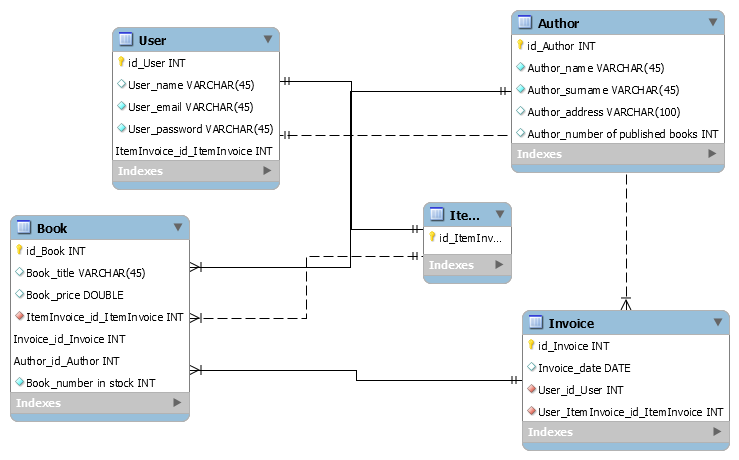 User
id_User INT
User_name VARCHAR(45)
User_email VARCHAR(45)
User_password VARCHAR(45)
ItemInvoice_id_ItemInvoice INT
Indexes
Author
id_Author INT
Author_name VARCHAR(45)
Author_surname VARCHAR(45)
Author_address VARCHAR(100)
Author_number of published books INT
Indexes
Book
id_Book INT
Book_title VARCHAR(45)
Book_price DOUBLE
ItemInvoice_id_ItemInvoice INT
Invoice_id_Invoice INT
Author_id_Author INT
Book_number in stock INT
Indexes
Ite...
id_ItemInv...
Indexes
Invoice
id_Invoice INT
Invoice_date DATE
User_id_User INT
User_ItemInvoice_id_ItemInvoice INT
Indexes